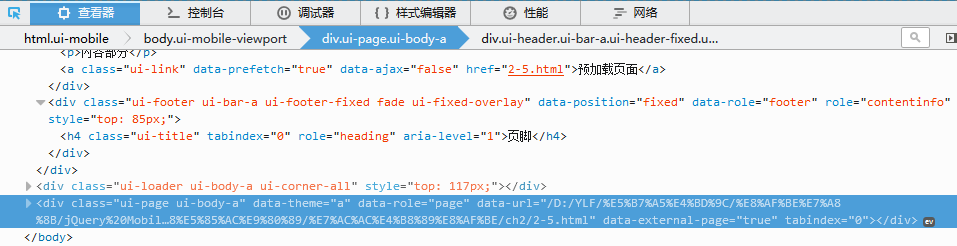 查看器 控制台 调试器 { } 样式编辑器 性能 网络
html.ui-mobile body.ui-mobile-viewport div.ui-page.ui-body-a div.ui-header.ui-bar-a.ui-header-fixed.u...
<p>内容部分</p>
<a class="ui-link" data-prefetch="true" data-ajax="false" href="2-5.html">预加载页面</a>
</div>
<div class="ui-footer ui-bar-a ui-footer-fixed fade ui-fixed-overlay" data-position="fixed" data-role="footer" role="contentinfo"
style="top: 85px;">
<h4 class="ui-title" tabindex="0" role="heading" aria-level="1">页脚</h4>
</div>
</div>
<div class="ui-loader ui-body-a ui-corner-all" style="top: 117px;"></div>
<div class="ui-page ui-body-a" data-theme="a" data-role="page" data-url="/D:/YLF/%E5%B7%A5%E4%BD%9C/%E8%AF%BE%E7%A8
%8B/jQuery%20Mobil…8%E5%85%AC%E9%80%89/%E7%AC%AC%E4%B8%89%E8%AF%BE/ch2/2-5.html" data-external-page="true" tabindex="0"></div> ev
</body>